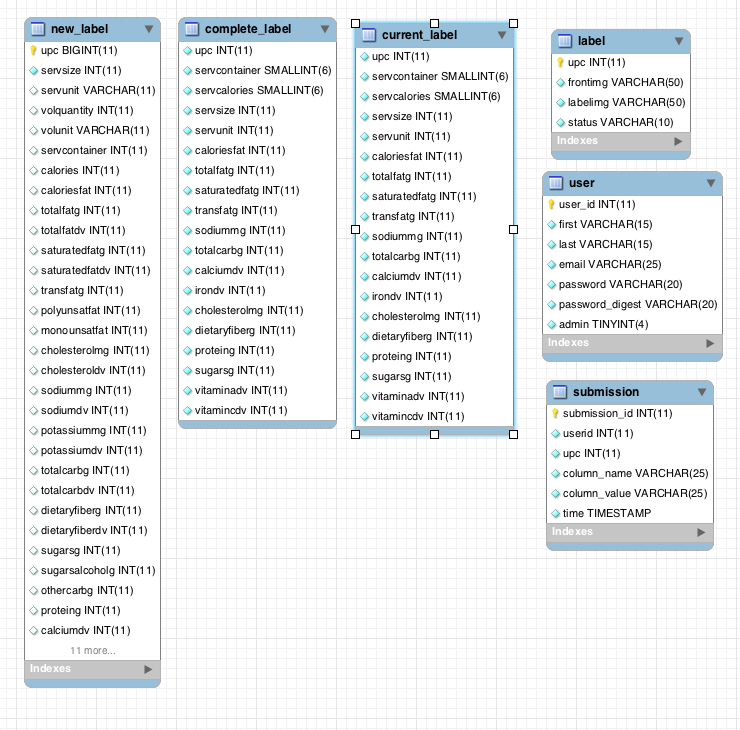 new_label
upc BIGINT(11)
servsize INT(11)
servunit VARCHAR(11)
volquantity INT(11)
volunit VARCHAR(11)
servcontainer INT(11)
calories INT(11)
caloriesfat INT(11)
totalfatg INT(11)
totalfatdv INT(11)
saturatedfatg INT(11)
saturatedfatdv INT(11)
transfatg INT(11)
polyunsatfat INT(11)
monounsatfat INT(11)
cholesterolmg INT(11)
cholesteroldv INT(11)
sodiummg INT(11)
sodiumdv INT(11)
potassiummg INT(11)
potassiumdv INT(11)
totalcarbg INT(11)
totalcarbdv INT(11)
dietaryfiberg INT(11)
dietaryfiberdv INT(11)
sugarsg INT(11)
sugarsalcoholg INT(11)
othercarbg INT(11)
proteing INT(11)
calciumdv INT(11)
11 more...
Indexes
complete_label
upc INT(11)
servcontainer SMALLINT(6)
servcalories SMALLINT(6)
servsize INT(11)
servunit INT(11)
caloriesfat INT(11)
totalfatg INT(11)
saturatedfatg INT(11)
transfatg INT(11)
sodiummg INT(11)
totalcarbg INT(11)
calciumdv INT(11)
irondv INT(11)
cholesterolmg INT(11)
dietaryfiberg INT(11)
proteing INT(11)
sugarsg INT(11)
vitaminadv INT(11)
vitamincdv INT(11)
current_label
upc INT(11)
servcontainer SMALLINT(6)
servcalories SMALLINT(6)
servsize INT(11)
servunit INT(11)
caloriesfat INT(11)
totalfatg INT(11)
saturatedfatg INT(11)
transfatg INT(11)
sodiummg INT(11)
totalcarbg INT(11)
calciumdv INT(11)
irondv INT(11)
cholesterolmg INT(11)
dietaryfiberg INT(11)
proteing INT(11)
sugarsg INT(11)
vitaminadv INT(11)
vitamincdv INT(11)
label
upc INT(11)
frontimg VARCHAR(50)
labelimg VARCHAR(50)
status VARCHAR(10)
Indexes
user
user_id INT(11)
first VARCHAR(15)
last VARCHAR(15)
email VARCHAR(25)
password VARCHAR(20)
password_digest VARCHAR(20)
admin TINYINT(4)
Indexes
submission
submission_id INT(11)
userid INT(11)
upc INT(11)
column_name VARCHAR(25)
column_value VARCHAR(25)
time TIMESTAMP
Indexes